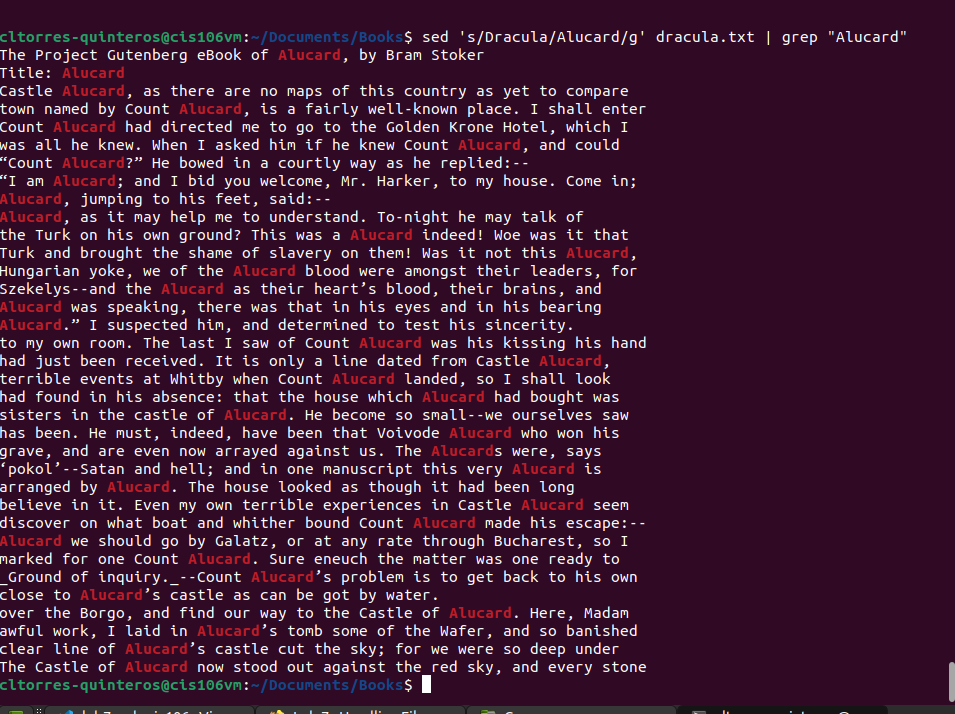 cltorres-quinteros@cis106vm:~/Documents/Books$ sed 's/Dracula/Alucard/g' dracula.txt | grep "Alucard"
The Project Gutenberg eBook of Alucard, by Bram Stoker
Title: Alucard
Castle Alucard, as there are no maps of this country as yet to compare
town named by Count Alucard, is a fairly well-known place. I shall enter
Count Alucard had directed me to go to the Golden Krone Hotel, which I
was all he knew. When I asked him if he knew Count Alucard, and could
“Count Alucard?” He bowed in a courtly way as he replied:--
“I am Alucard; and I bid you welcome, Mr. Harker, to my house. Come in;
Alucard, jumping to his feet, said:--
Alucard, as it may help me to understand. To-night he may talk of
the Turk on his own ground? This was a Alucard indeed! Woe was it that
Turk and brought the shame of slavery on them! Was it not this Alucard,
Hungarian yoke, we of the Alucard blood were amongst their leaders, for
Szekelys--and the Alucard as their heart’s blood, their brains, and
Alucard was speaking, there was that in his eyes and in his bearing
Alucard.” I suspected him, and determined to test his sincerity.
to my own room. The last I saw of Count Alucard was his kissing his hand
had just been received. It is only a line dated from Castle Alucard,
terrible events at Whitby when Count Alucard landed, so I shall look
had found in his absence: that the house which Alucard had bought was
sisters in the castle of Alucard. He become so small--we ourselves saw
has been. He must, indeed, have been that Voivode Alucard who won his
grave, and are even now arrayed against us. The Alucards were, says
‘pokol’--Satan and hell; and in one manuscript this very Alucard is
arranged by Alucard. The house looked as though it had been long
believe in it. Even my own terrible experiences in Castle Alucard seem
discover on what boat and whither bound Count Alucard made his escape:--
Alucard we should go by Galatz, or at any rate through Bucharest, so I
marked for one Count Alucard. Sure eneuch the matter was one ready to
_Ground of inquiry._--Count Alucard’s problem is to get back to his own
close to Alucard’s castle as can be got by water.
over the Borgo, and find our way to the Castle of Alucard. Here, Madam
awful work, I laid in Alucard’s tomb some of the Wafer, and so banished
clear line of Alucard’s castle cut the sky; for we were so deep under
The Castle of Alucard now stood out against the red sky, and every stone
cltorres-quinteros@cis106vm:~/Documents/Books$